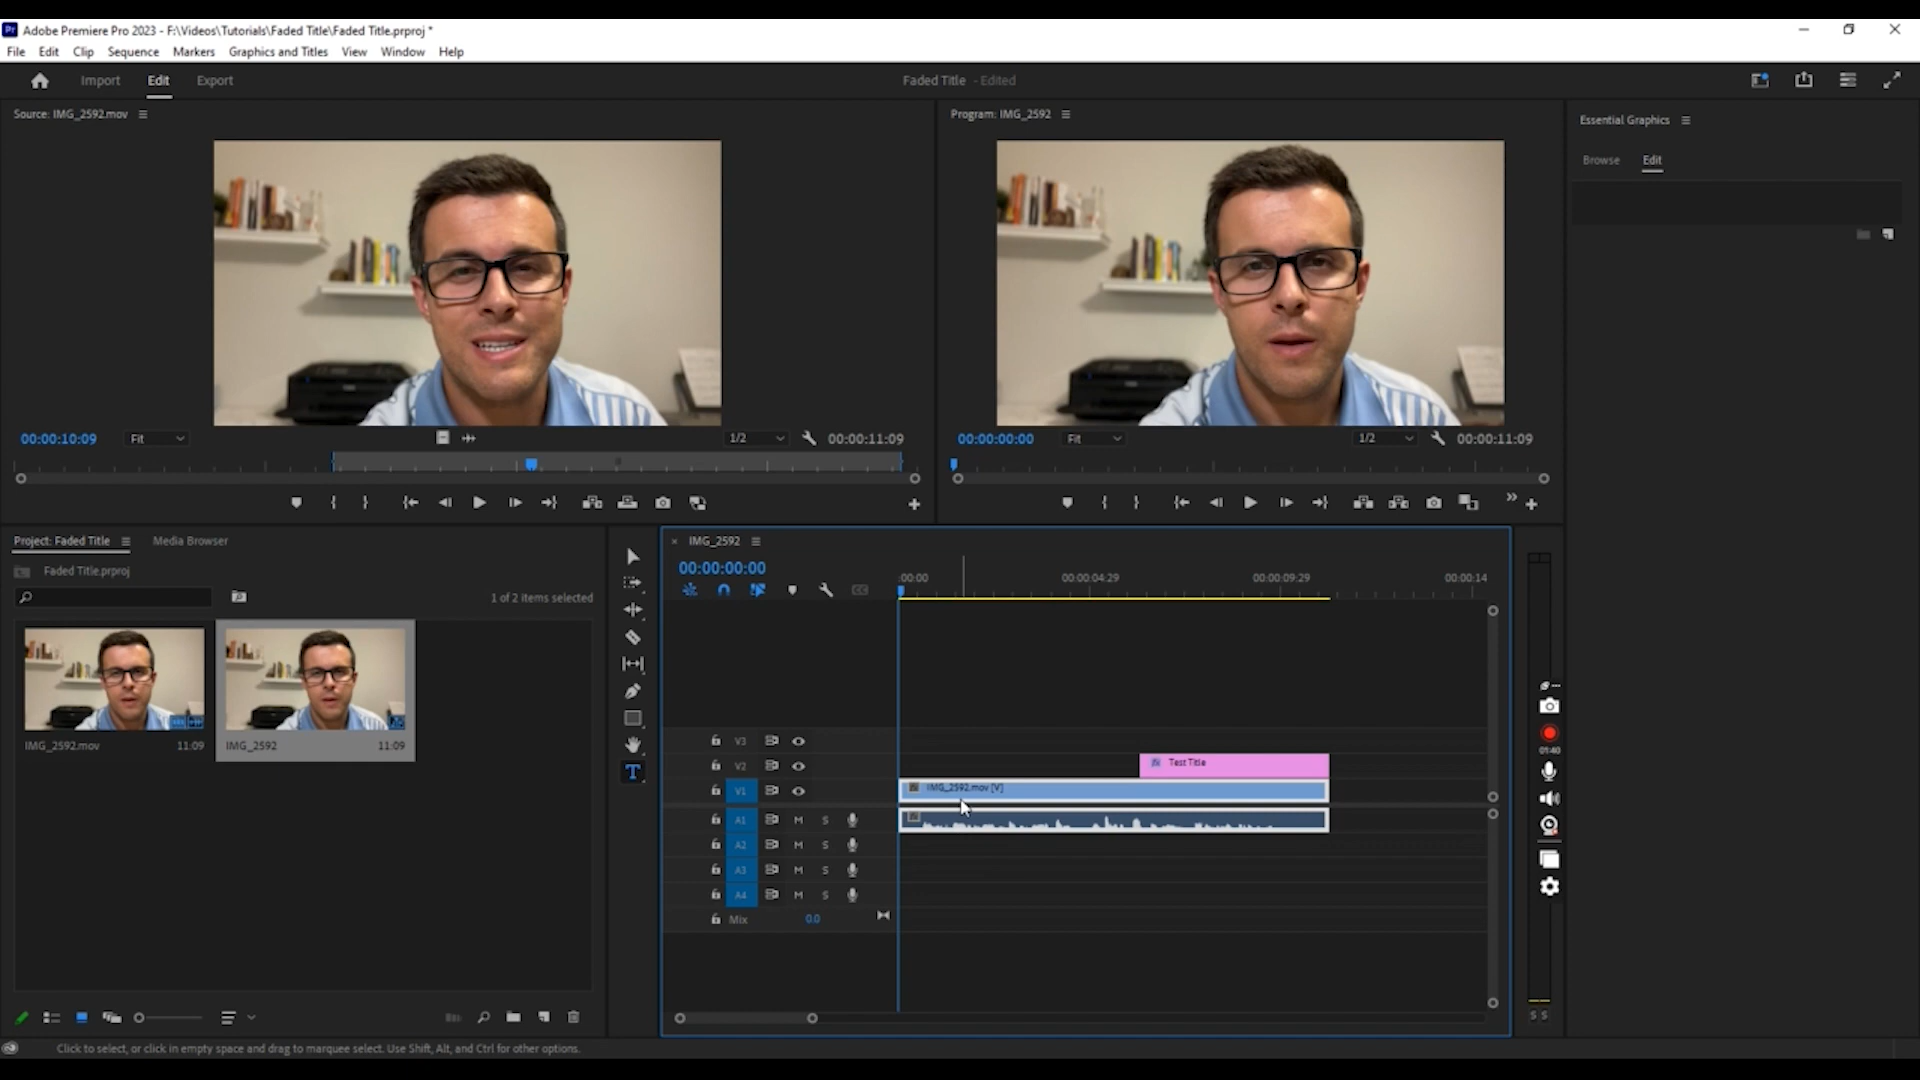 Pr Adobe Premiere Pro 2023 - F:\Videos\Tutorials\Faded Title\Faded Title.prproj *
File Edit Clip Sequence Markers Graphics and Titles View Window Help
Import Edit Export Faded Title - Edited
Source: IMG_2592.mov Program: IMG_2592 Essential Graphics
Browse Edit
00:00:10:09 Fit 1/2 00:00:11:09 00:00:00:00 Fit 1/2 00:00:11:09
Project: Faded Title Media Browser × IMG_2592
Faded Title.prproj 00:00:00:00
:00:00 00:00:04:29 00:00:09:29 00:00:14
1 of 2 items selected
IMG_2592.mov 11:09 IMG_2592 11:09
V3
V2 Test Title
V1 IMG_2592.mov [V]
A1 M S
A2 M S
A3 M S
A4 M S
Mix 0.0
01:40
S S
Click to select, or click in empty space and drag to marquee select. Use Shift, Alt, and Ctrl for other options.